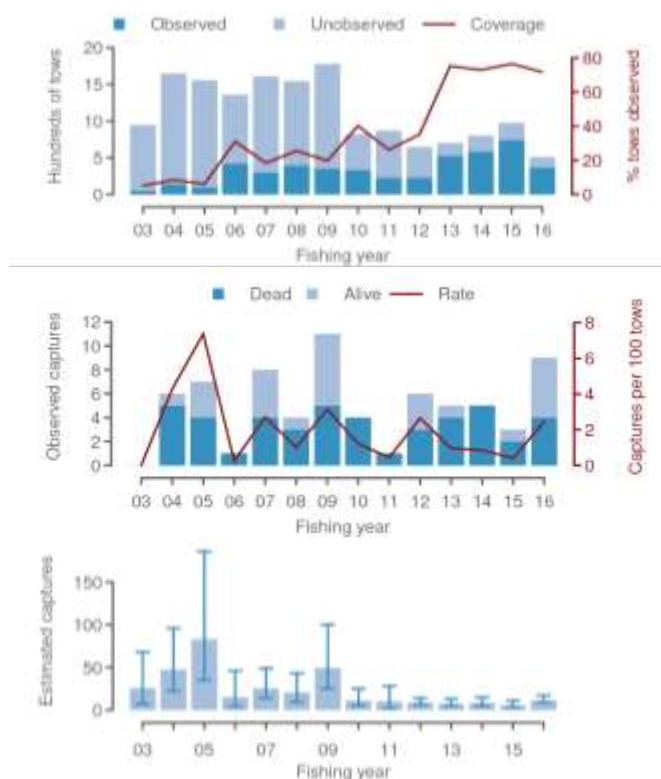 Observed Unobserved Coverage
20
15
10
5
0
Hundreds of tows
80
60
40
20
0
% tows observed
03 04 05 06 07 08 09 10 11 12 13 14 15 16
Fishing year
Dead Alive Rate
12
10
8
6
4
2
0
Observed captures
8
6
4
2
0
Captures per 100 tows
03 04 05 06 07 08 09 10 11 12 13 14 15 16
Fishing year
150
100
50
0
Estimated captures
03 05 07 09 11 13 15
Fishing year